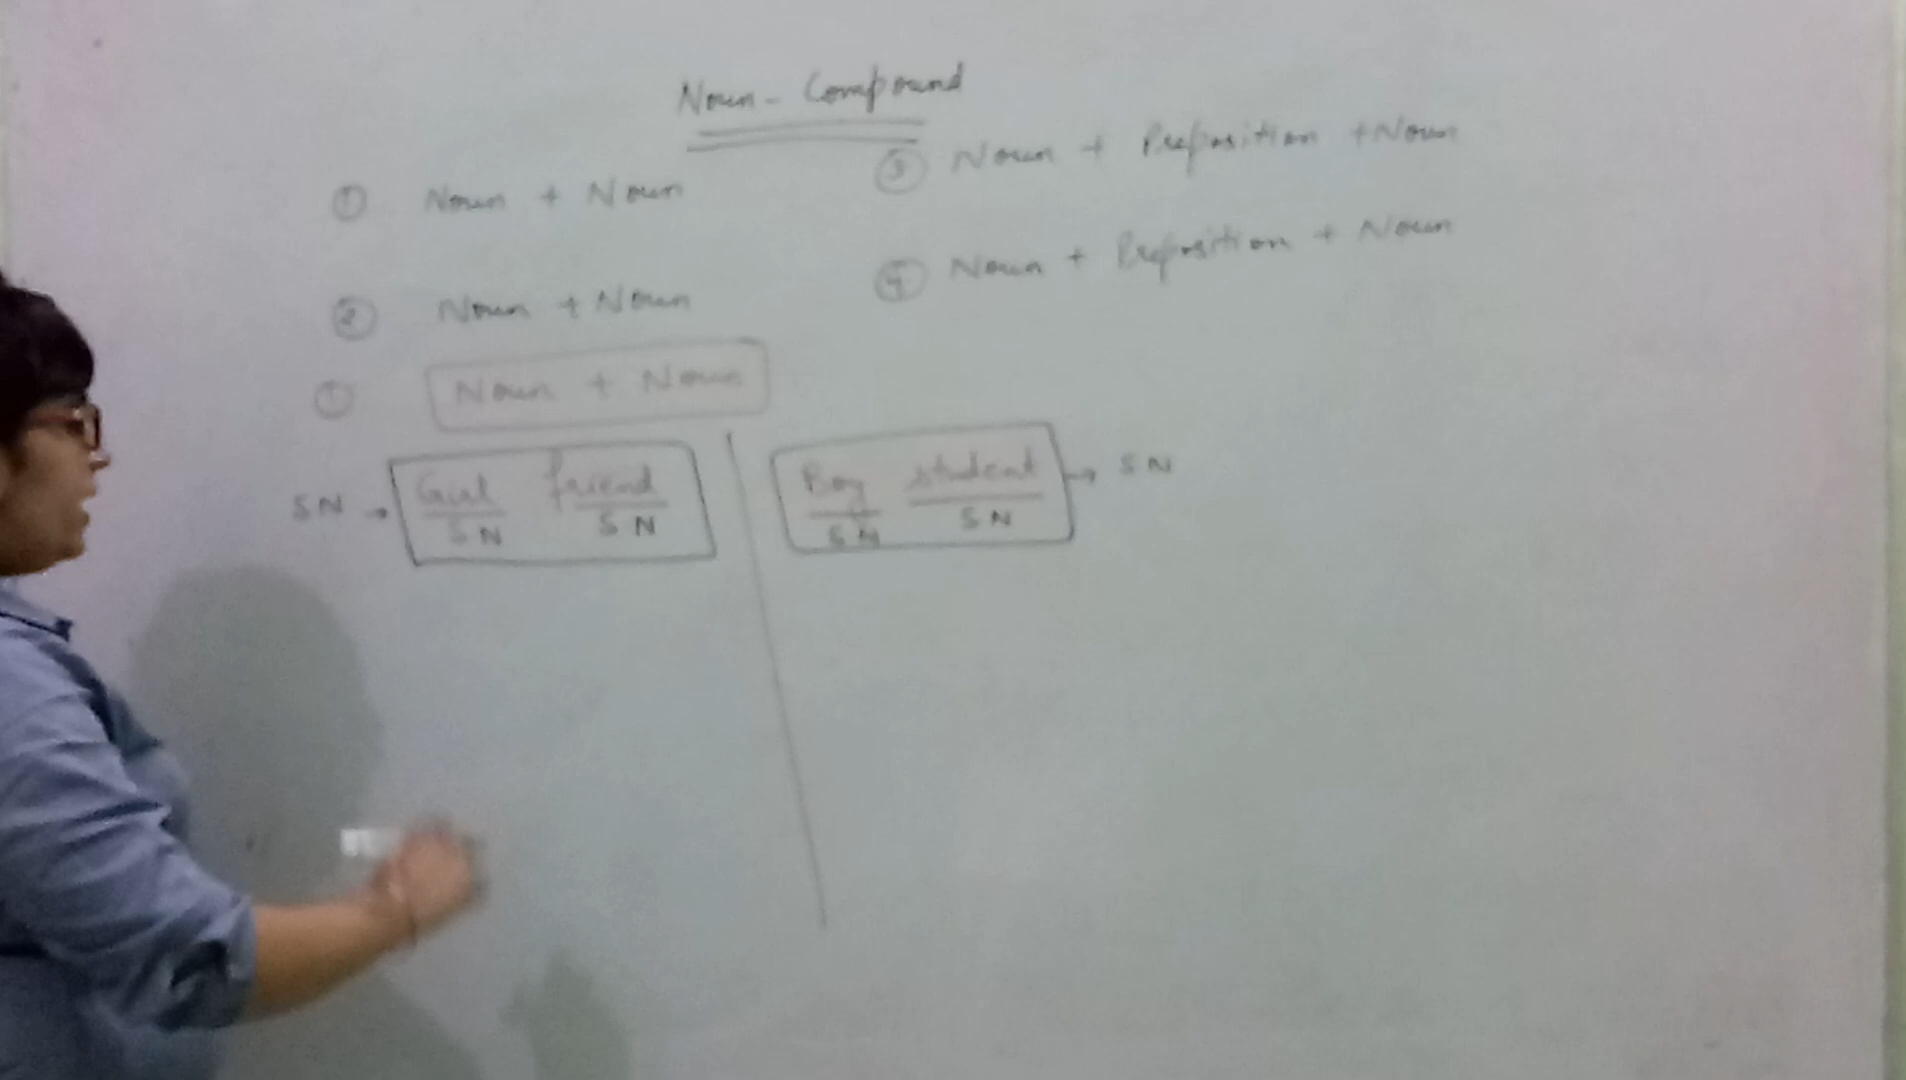 Noun - Compound
① Noun + Noun
② Noun + Noun
③ Noun + Preposition + Noun
④ Noun + Preposition + Noun
① Noun + Noun
SN → Girl friend
SN SN
Boy student → SN
SN SN